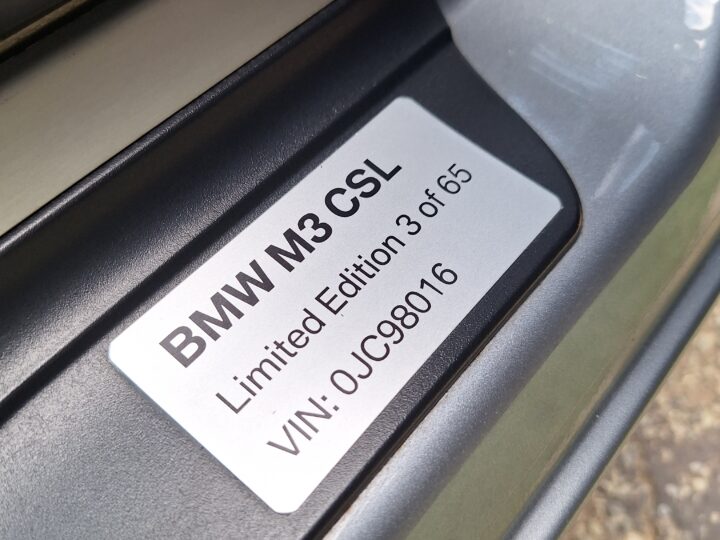 BMW M3 CSL
Limited Edition 3 of 65
VIN: 0JC98016